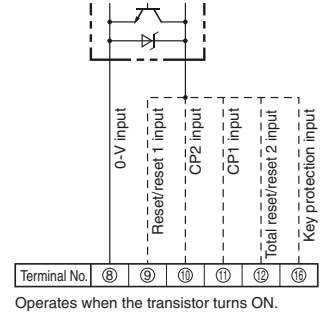 0-V input
Reset/reset 1 input
CP2 input
CP1 input
Total reset/reset 2 input
Key protection input
Terminal No. ⑧ ⑨ ⑩ ⑪ ⑫ ⑯
Operates when the transistor turns ON.